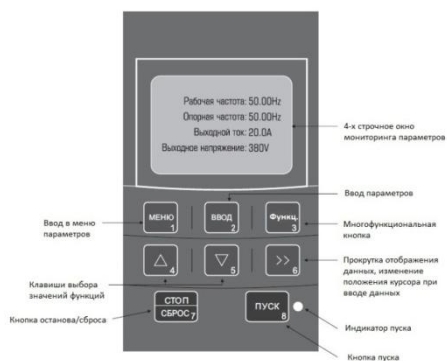 Рабочая частота: 50.00Hz
Опорная частота: 50.00Hz
Выходной ток: 20.0A
Выходное напряжение: 380V
4-х строчное окно
мониторинга параметров
Ввод параметров
Ввод в меню
параметров
МЕНЮ
1
ВВОД
2
Функц.
3
Многофункциональная
кнопка
△
4
▽
5
>>
6
Прокрутка отображения
данных, изменение
положения курсора при
вводе данных
Клавиши выбора
значений функций
СТОП
СБРОС 7
ПУСК
8
Кнопка останова/сброса
Индикатор пуска
Кнопка пуска